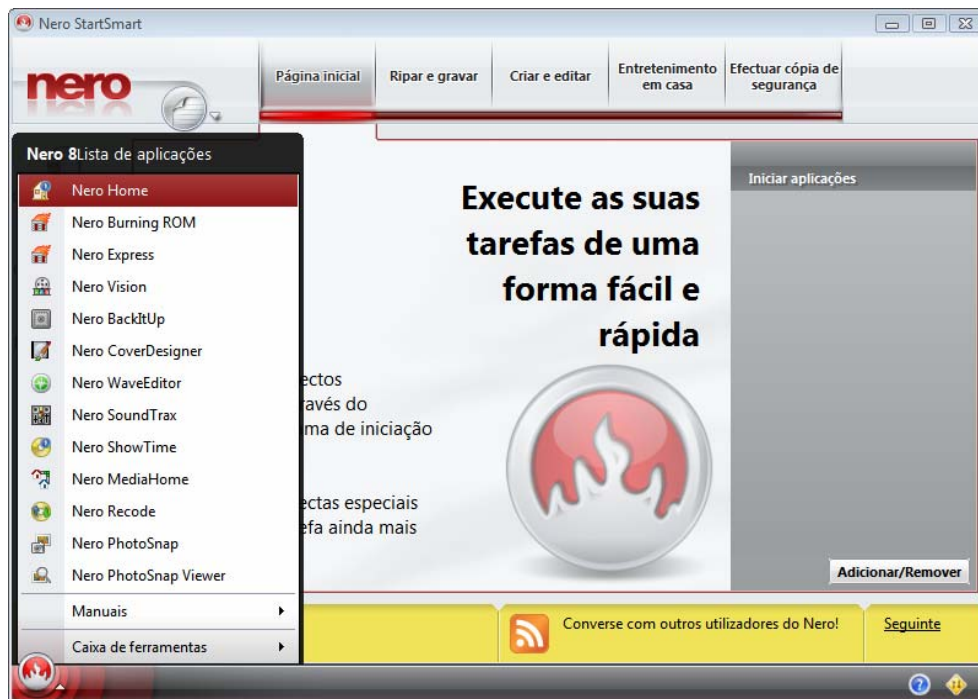 Nero StartSmart
nero
Página inicial
Ripar e gravar
Criar e editar
Entretenimento
em casa
Efectuar cópia de
segurança
Nero 8Lista de aplicações
Nero Home
Nero Burning ROM
Nero Express
Nero Vision
Nero BackItUp
Nero CoverDesigner
Nero WaveEditor
Nero SoundTrax
Nero ShowTime
Nero MediaHome
Nero Recode
Nero PhotoSnap
Nero PhotoSnap Viewer
Manuais
Caixa de ferramentas
Execute as suas
tarefas de uma
forma fácil e
rápida
ectos
ravés do
ma de iniciação
ectas especiais
efa ainda mais
Iniciar aplicações
Adicionar/Remover
Converse com outros utilizadores do Nero!
Seguinte